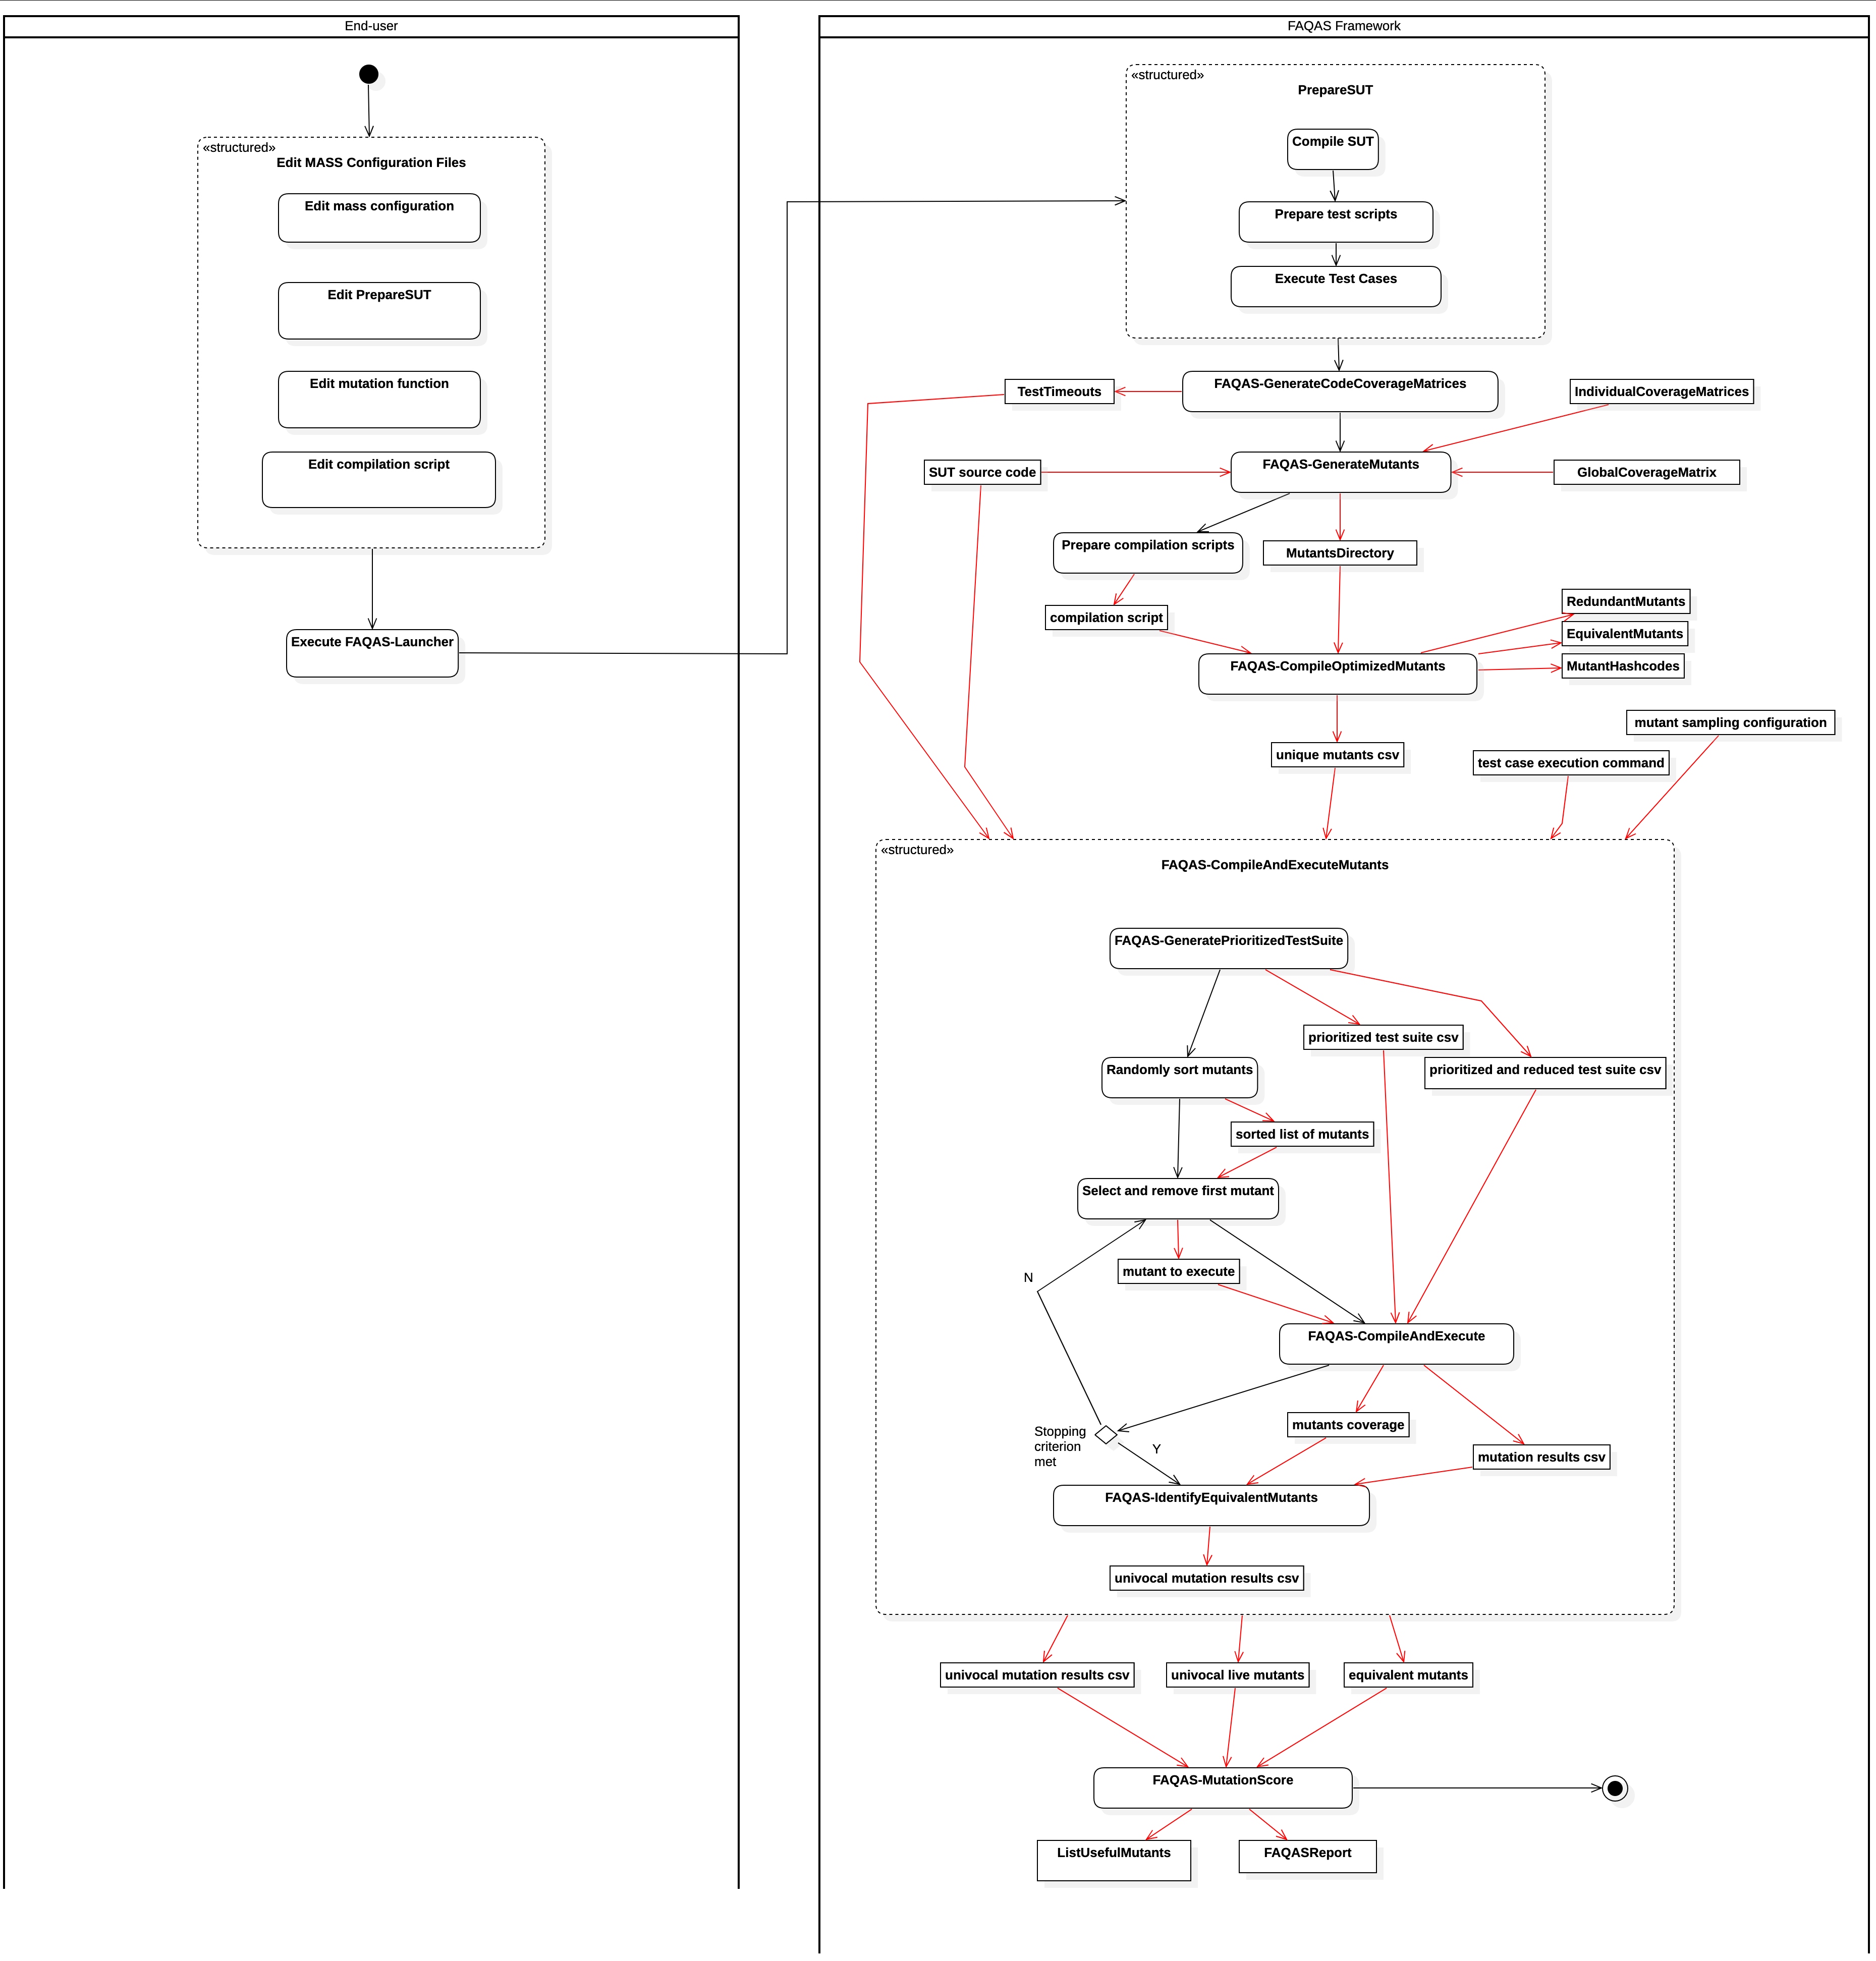 End-user
«structured»
Edit MASS Configuration Files
Edit mass configuration
Edit PrepareSUT
Edit mutation function
Edit compilation script
Execute FAQAS-Launcher
FAQAS Framework
«structured»
PrepareSUT
Compile SUT
Prepare test scripts
Execute Test Cases
FAQAS-GenerateCodeCoverageMatrices
TestTimeouts
IndividualCoverageMatrices
SUT source code
FAQAS-GenerateMutants
GlobalCoverageMatrix
Prepare compilation scripts
MutantsDirectory
compilation script
RedundantMutants
EquivalentMutants
MutantHashcodes
FAQAS-CompileOptimizedMutants
mutant sampling configuration
unique mutants csv
test case execution command
«structured»
FAQAS-CompileAndExecuteMutants
FAQAS-GeneratePrioritizedTestSuite
prioritized test suite csv
Randomly sort mutants
prioritized and reduced test suite csv
sorted list of mutants
Select and remove first mutant
N
mutant to execute
FAQAS-CompileAndExecute
Stopping
criterion
met
Y
mutants coverage
mutation results csv
FAQAS-IdentifyEquivalentMutants
univocal mutation results csv
univocal mutation results csv
univocal live mutants
equivalent mutants
FAQAS-MutationScore
ListUsefulMutants
FAQASReport